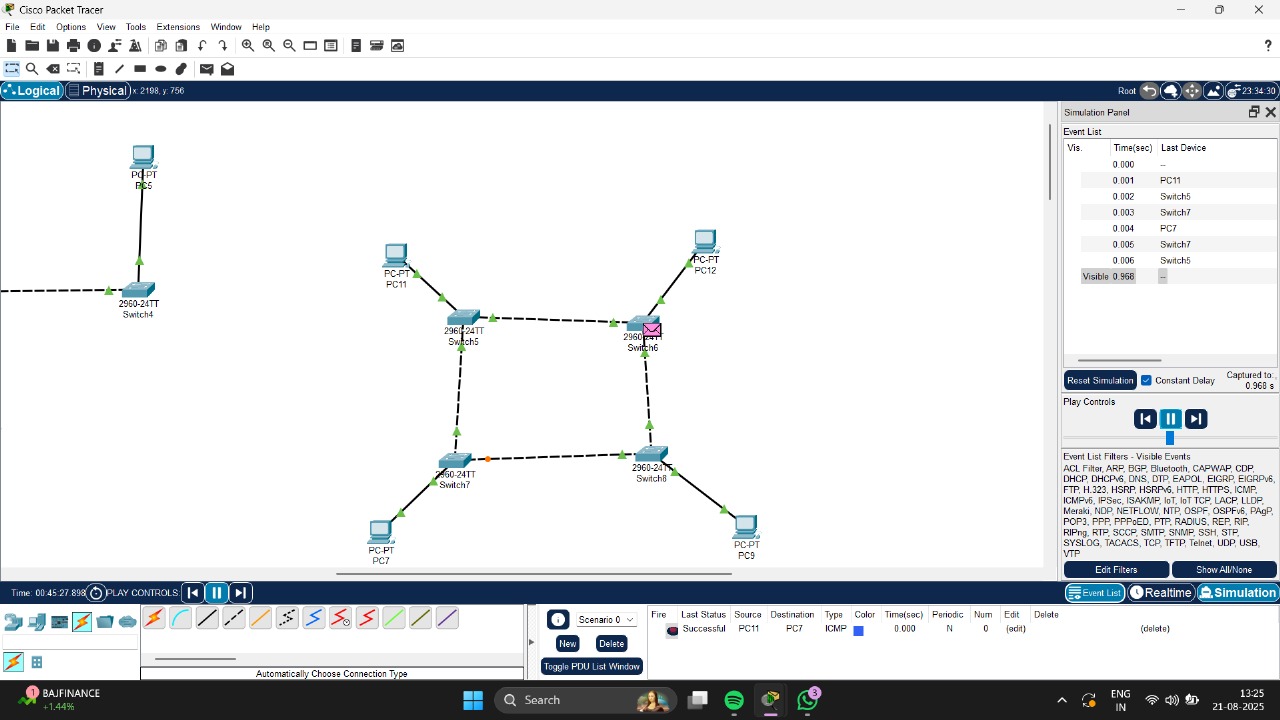 Cisco Packet Tracer
File Edit Options View Tools Extensions Window Help
Logical Physical x: 2198, y: 756 Root 23:34:30
PC-PT
PC5
2960-24TT
Switch4
PC-PT
PC11
PC-PT
PC12
2960-24TT
Switch5
2960-24TT
Switch6
2960-24TT
Switch7
2960-24TT
Switch8
PC-PT
PC7
PC-PT
PC9
Simulation Panel
Event List
Vis. Time(sec) Last Device
0.000 --
0.001 PC11
0.002 Switch5
0.003 Switch7
0.004 PC7
0.005 Switch7
0.006 Switch5
Visible 0.968 --
Reset Simulation Constant Delay Captured to:
0.968 s
Play Controls
Event List Filters - Visible Events
ACL Filter, ARP, BGP, Bluetooth, CAPWAP, CDP,
DHCP, DHCPv6, DNS, DTP, EAPOL, EIGRP, EIGRPv6,
FTP, H.323, HSRP, HSRPv6, HTTP, HTTPS, ICMP,
ICMPv6, IPSec, ISAKMP, IoT, IoT TCP, LACP, LLDP,
Meraki, NDP, NETFLOW, NTP, OSPF, OSPFv6, PAgP,
POP3, PPP, PPPoED, PTP, RADIUS, REP, RIP,
RIPng, RTP, SCCP, SMTP, SNMP, SSH, STP,
SYSLOG, TACACS, TCP, TFTP, Telnet, UDP, USB,
VTP
Edit Filters Show All/None
Time: 00:45:27.898 PLAY CONTROLS: Event List Realtime Simulation
Scenario 0
New Delete
Toggle PDU List Window
Fire Last Status Source Destination Type Color Time(sec) Periodic Num Edit Delete
Successful PC11 PC7 ICMP 0.000 N 0 (edit) (delete)
Automatically Choose Connection Type
1 BAJFINANCE
+1.44%
Search
3
ENG
IN
13:25
21-08-2025